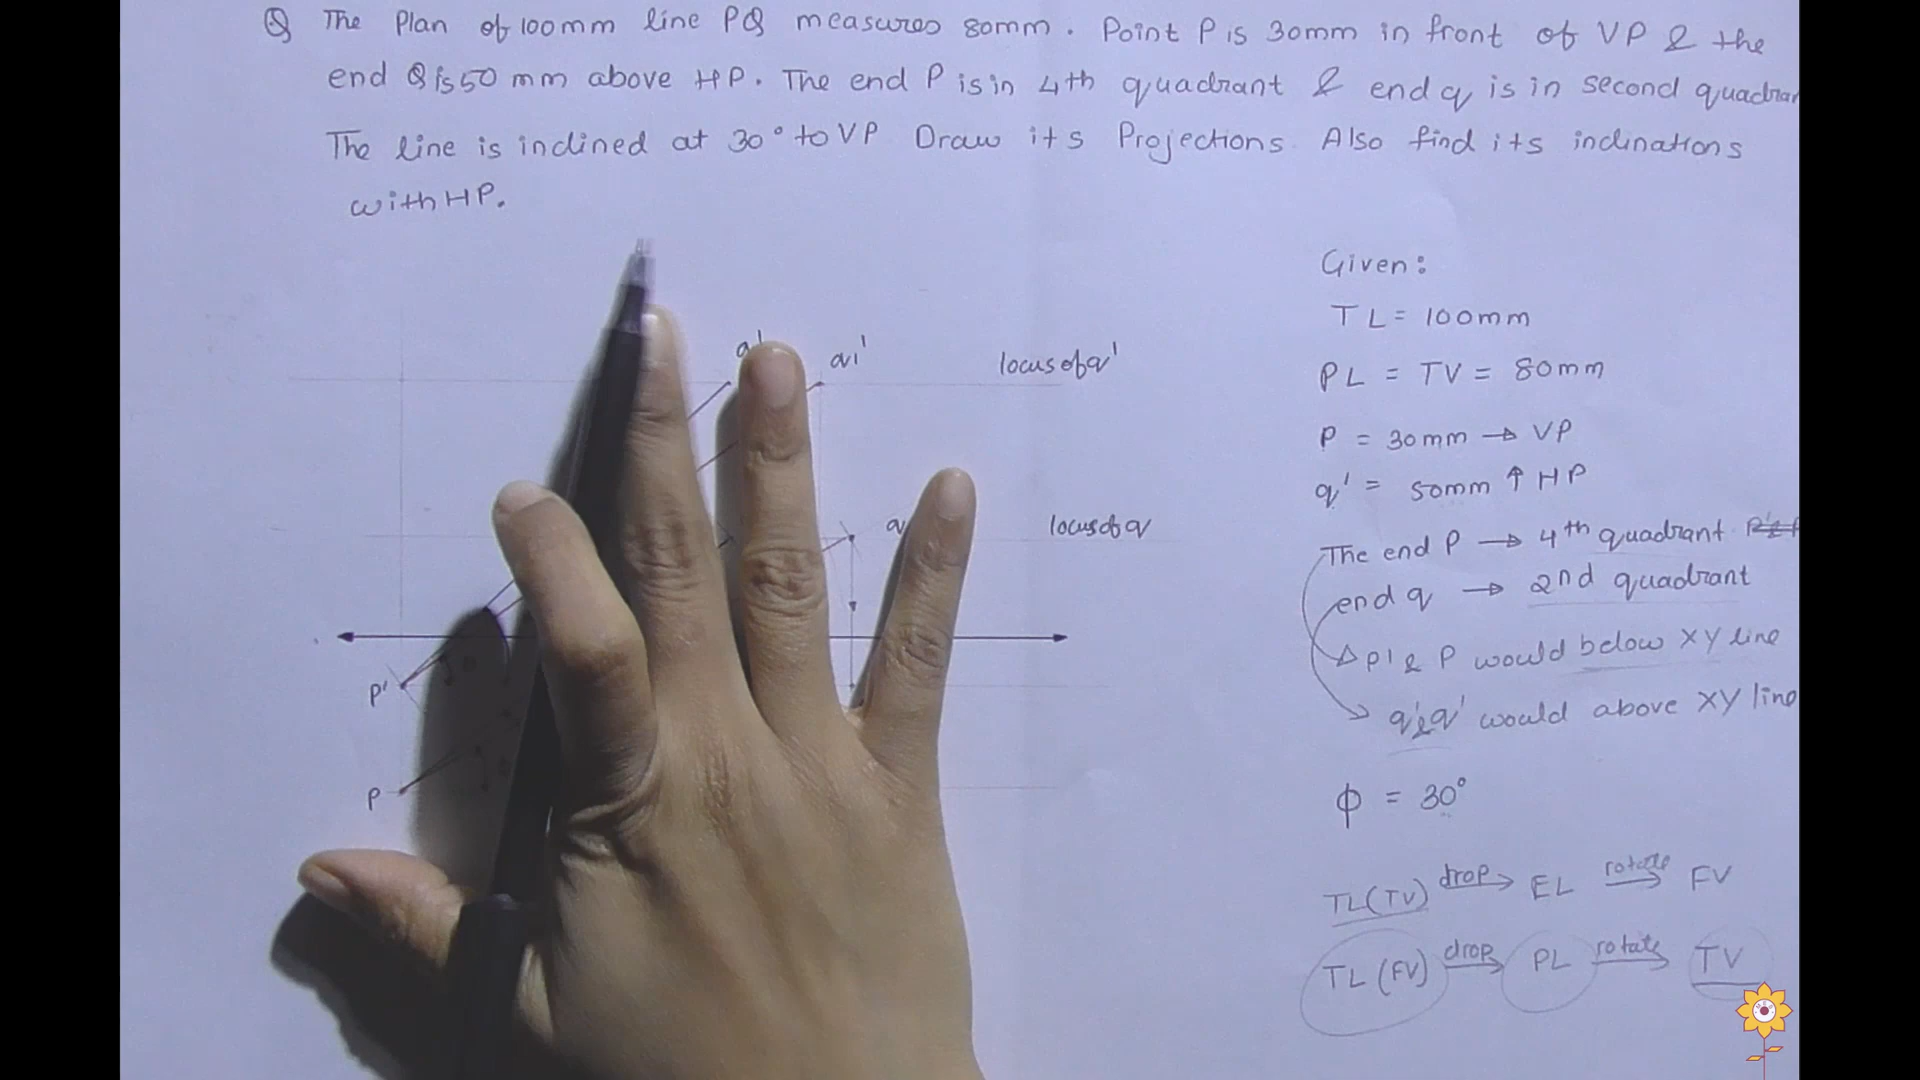 Q The Plan of 100mm line PQ measures 80mm. Point P is 30mm in front of VP & the
end Q is 50 mm above HP. The end P is in 4th quadrant & end q is in second quadran
The line is inclined at 30° to VP Draw its Projections. Also find its inclinations
with HP.
Given:
TL = 100mm
PL = TV = 80mm
P = 30mm → VP
q' = 50mm ↑ HP
The end P → 4th quadrant
end q → 2nd quadrant
P' & P would below XY line
q & q' would above XY line
ϕ = 30°
TL (TV) drop → EL rotate → FV
TL (FV) drop → PL rotate → TV
q'
q1'
locus of q'
q
locus of q
P'
P